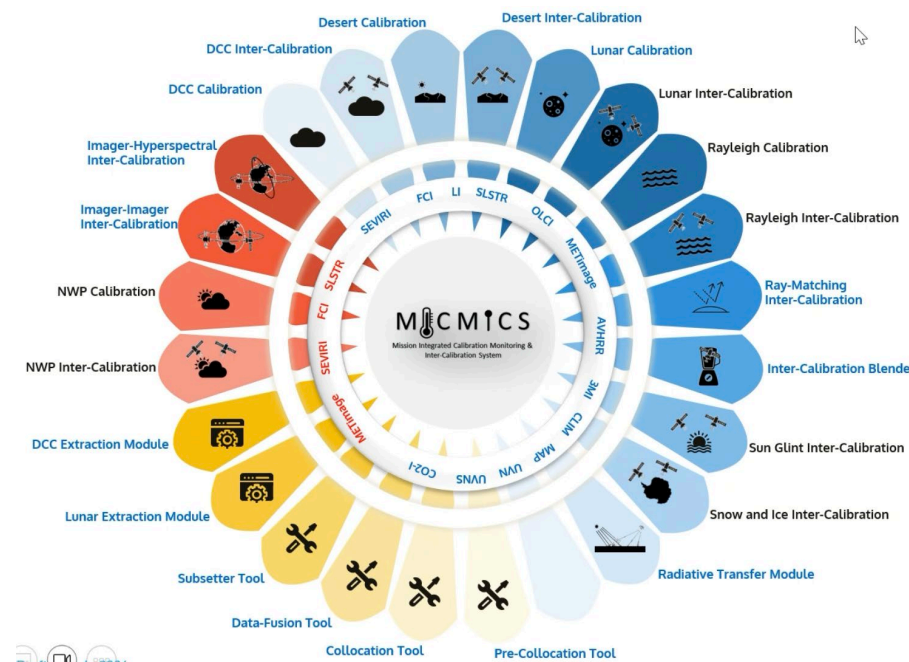 Desert Calibration
Desert Inter-Calibration
DCC Inter-Calibration
Lunar Calibration
DCC Calibration
Lunar Inter-Calibration
Imager-Hyperspectral
Inter-Calibration
Rayleigh Calibration
Imager-Imager
Inter-Calibration
Rayleigh Inter-Calibration
NWP Calibration
Ray-Matching
Inter-Calibration
NWP Inter-Calibration
Inter-Calibration Blende
DCC Extraction Module
Sun Glint Inter-Calibration
Lunar Extraction Module
Snow and Ice Inter-Calibration
Subsetter Tool
Radiative Transfer Module
Data-Fusion Tool
Collocation Tool
Pre-Collocation Tool
SEVIRI
FCI
LI
SLSTR
OLCI
METimage
AVHRR
3MI
CLIM
MAP
UVN
UVNS
CO2-I
METimage
SEVIRI
FCI
SLSTR
MICMICS
Mission Integrated Calibration Monitoring &
Inter-Calibration System